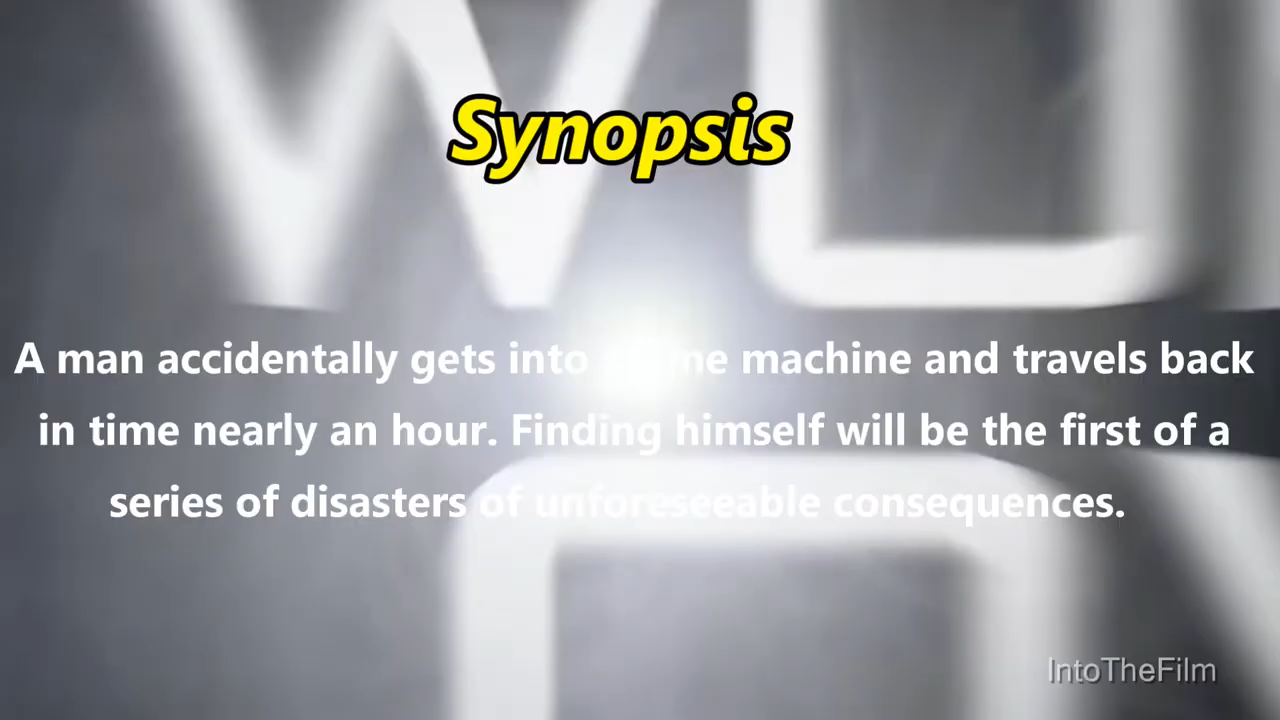 Synopsis
A man accidentally gets into machine and travels back
in time nearly an hour. Finding himself will be the first of a
series of disasters of unforeseeable consequences.
IntoTheFilm